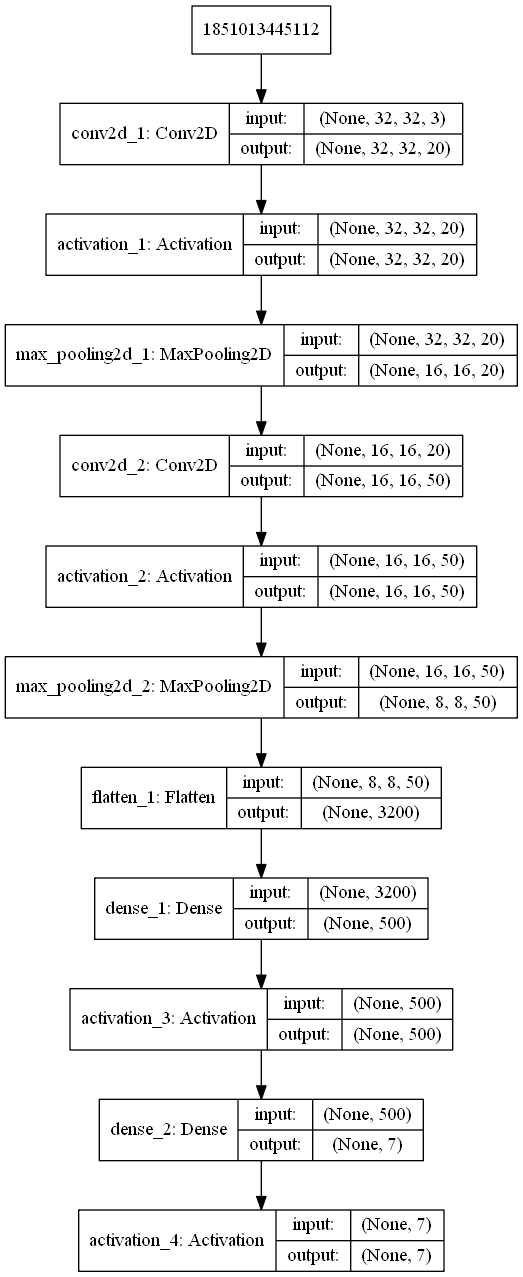 1851013445112
conv2d_1: Conv2D
input:
(None, 32, 32, 3)
output:
(None, 32, 32, 20)
activation_1: Activation
input:
(None, 32, 32, 20)
output:
(None, 32, 32, 20)
max_pooling2d_1: MaxPooling2D
input:
(None, 32, 32, 20)
output:
(None, 16, 16, 20)
conv2d_2: Conv2D
input:
(None, 16, 16, 20)
output:
(None, 16, 16, 50)
activation_2: Activation
input:
(None, 16, 16, 50)
output:
(None, 16, 16, 50)
max_pooling2d_2: MaxPooling2D
input:
(None, 16, 16, 50)
output:
(None, 8, 8, 50)
flatten_1: Flatten
input:
(None, 8, 8, 50)
output:
(None, 3200)
dense_1: Dense
input:
(None, 3200)
output:
(None, 500)
activation_3: Activation
input:
(None, 500)
output:
(None, 500)
dense_2: Dense
input:
(None, 500)
output:
(None, 7)
activation_4: Activation
input:
(None, 7)
output:
(None, 7)